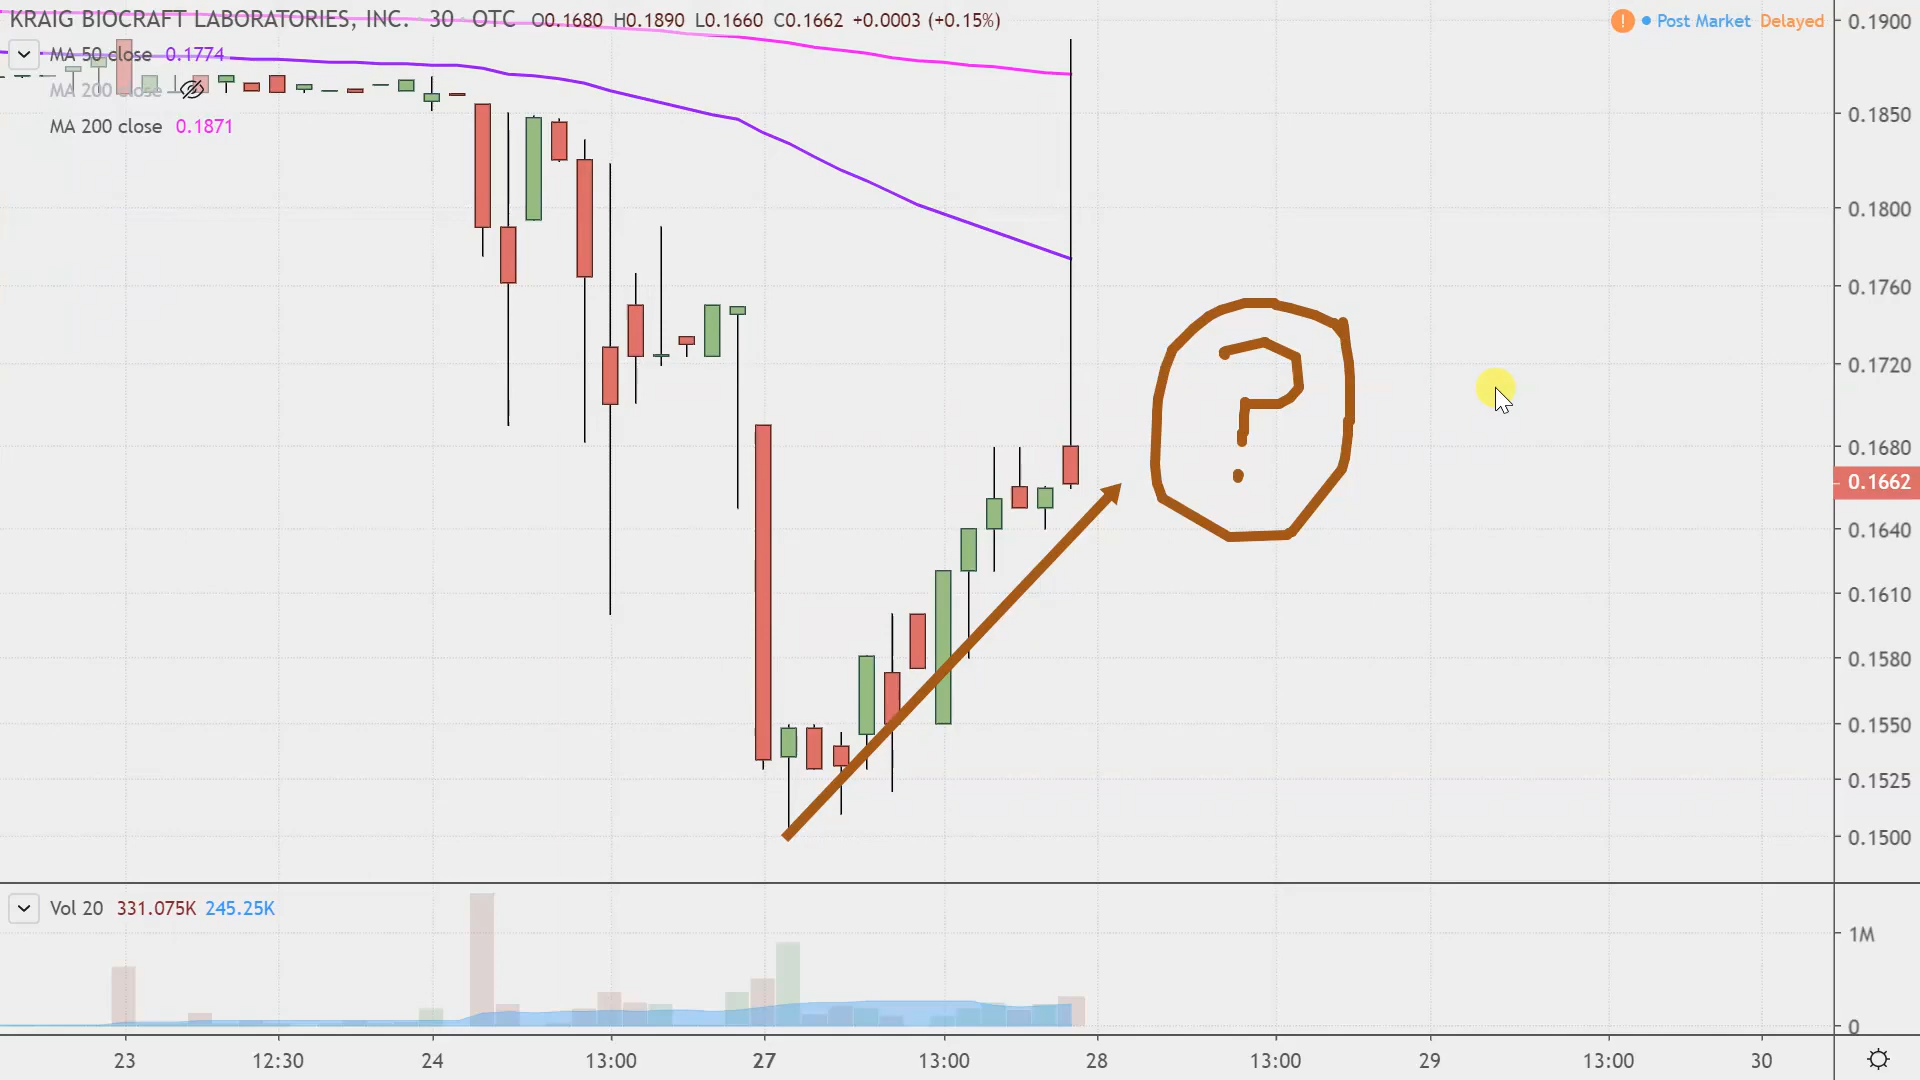 KRAIG BIOCRAFT LABORATORIES, INC. 30 OTC O0.1680 H0.1890 L0.1660 C0.1662 +0.0003 (+0.15%)
! Post Market Delayed
MA 50 close 0.1774
MA 200 close
MA 200 close 0.1871
0.1900
0.1850
0.1800
0.1760
0.1720
0.1680
0.1662
0.1640
0.1610
0.1580
0.1550
0.1525
0.1500
?
Vol 20 331.075K 245.25K
1M
0
23 12:30 24 13:00 27 13:00 28 13:00 29 13:00 30